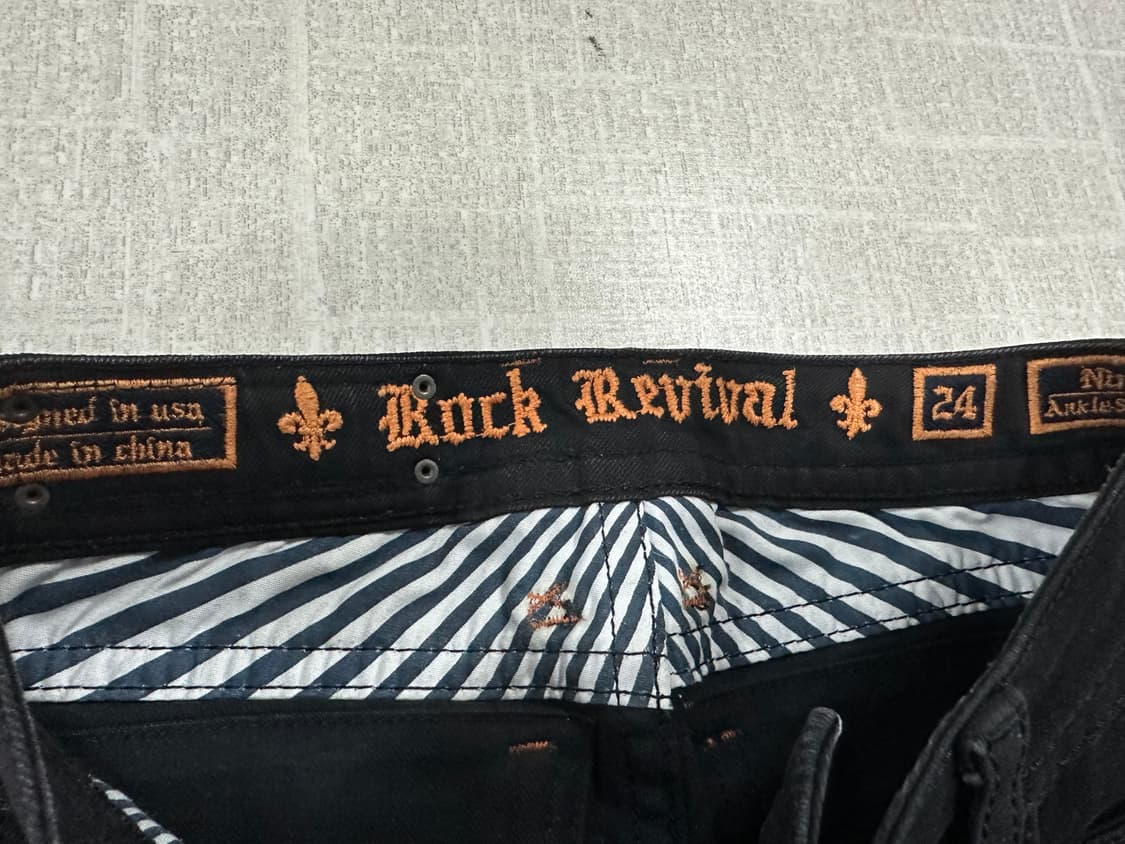 in usa
in china
Rock Revival
24
Ankle